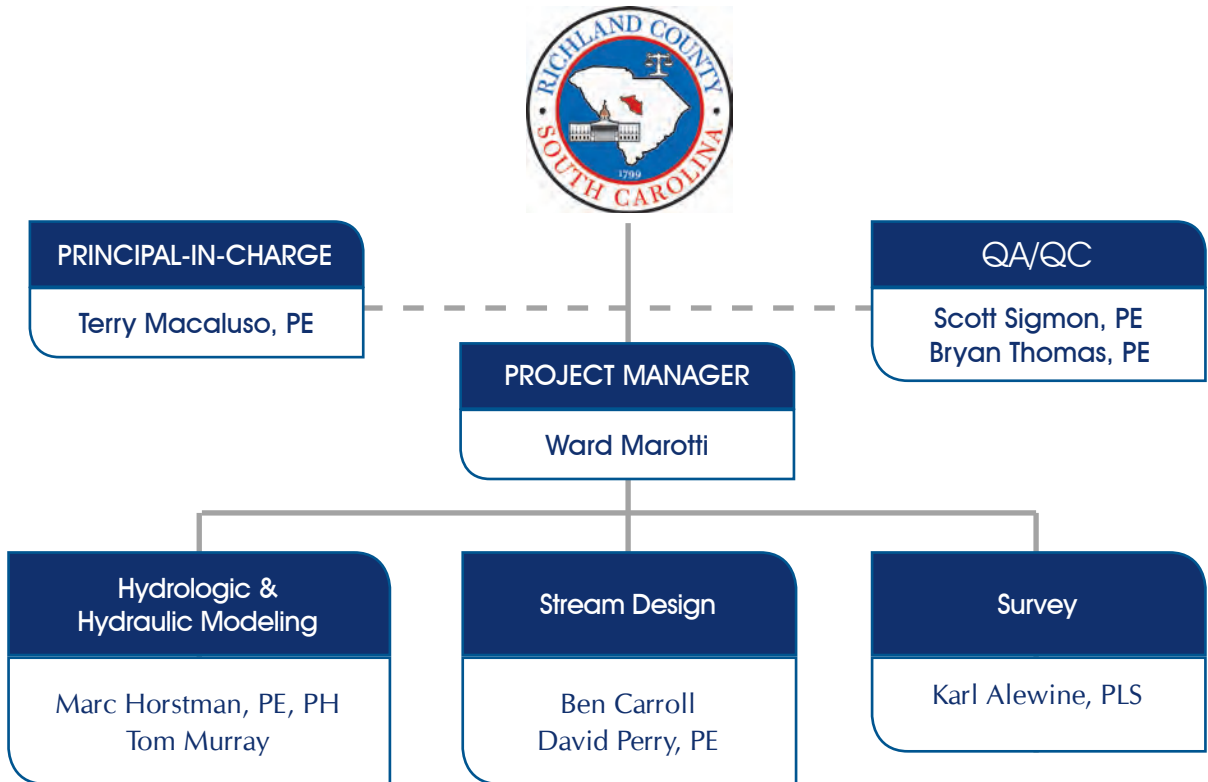 RICHLAND COUNTY
SOUTH CAROLINA
1799
PRINCIPAL-IN-CHARGE
Terry Macaluso, PE
QA/QC
Scott Sigmon, PE
Bryan Thomas, PE
PROJECT MANAGER
Ward Marotti
Hydrologic &
Hydraulic Modeling
Marc Horstman, PE, PH
Tom Murray
Stream Design
Ben Carroll
David Perry, PE
Survey
Karl Alewine, PLS